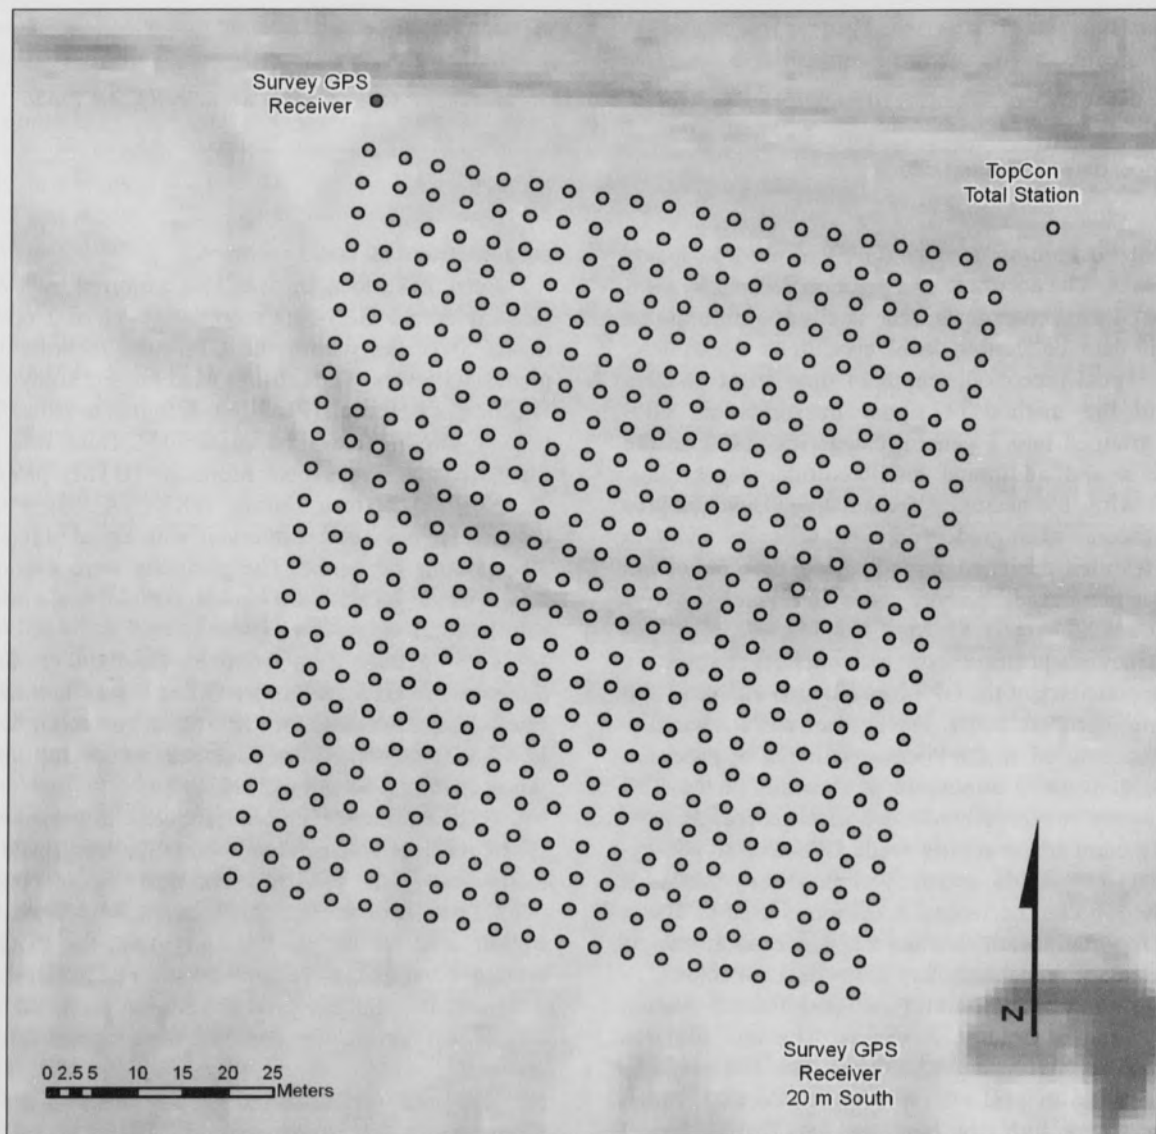 Survey GPS
Receiver
TopCon
Total Station
N
Survey GPS
Receiver
20 m South
0 2.5 5 10 15 20 25
Meters